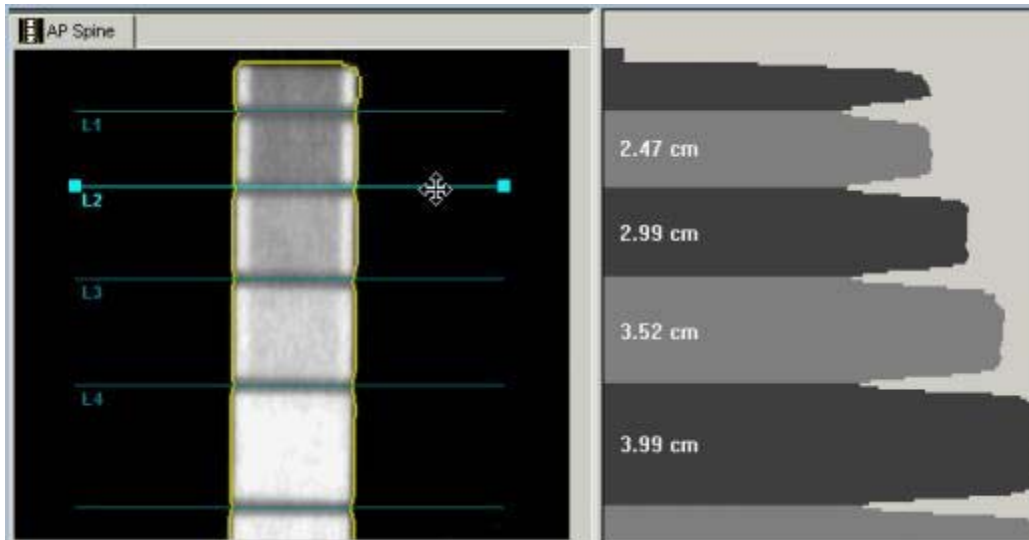 AP Spine
L1
L2
L3
L4
2.47 cm
2.99 cm
3.52 cm
3.99 cm